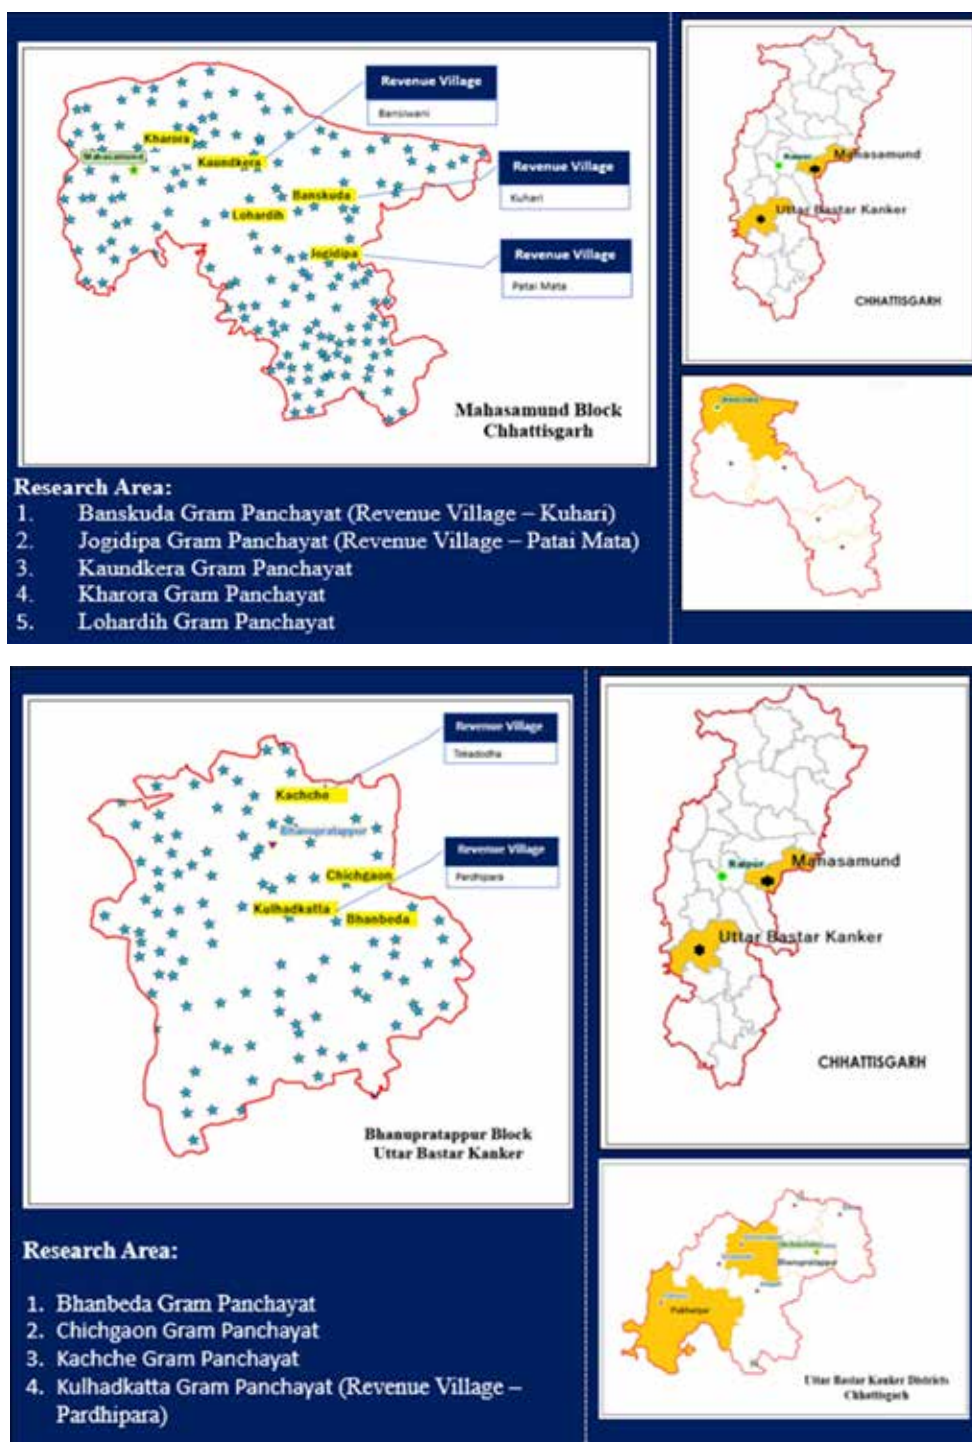 Revenue Village
Bansiwani
Kharora
Mahasamund
Kaundkera
Revenue Village
Kuhari
Banskuda
Lohardih
Jogidipa
Revenue Village
Patai Mata
Mahasamund Block
Chhattisgarh
Raipur
Mahasamund
Uttar Bastar Kanker
CHHATTISGARH
Research Area:
1. Banskuda Gram Panchayat (Revenue Village – Kuhari)
2. Jogidipa Gram Panchayat (Revenue Village – Patai Mata)
3. Kaundkera Gram Panchayat
4. Kharora Gram Panchayat
5. Lohardih Gram Panchayat
Revenue Village
Kachche
Bhanupratappur
Revenue Village
Pardhipara
Chichgaon
Kulhadkatta
Bhanbeda
Bhanupratappur Block
Uttar Bastar Kanker
Raipur
Mahasamund
Uttar Bastar Kanker
CHHATTISGARH
Bhanupratappur
Uttar Bastar Kanker Districts
Chhattisgarh
Research Area:
1. Bhanbeda Gram Panchayat
2. Chichgaon Gram Panchayat
3. Kachche Gram Panchayat
4. Kulhadkatta Gram Panchayat (Revenue Village –
Pardhipara)